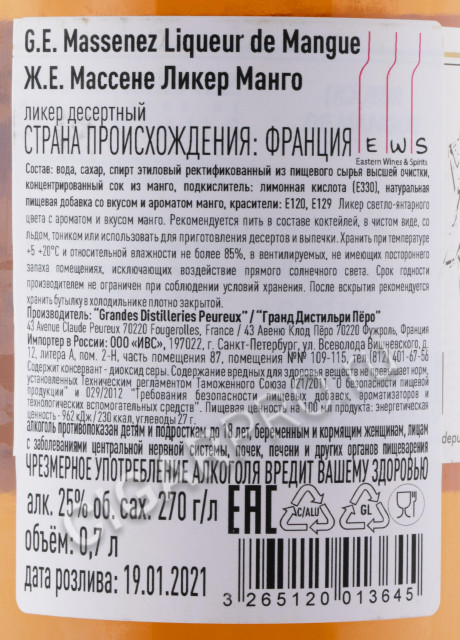 G.E. Massenez Liqueur de Mangue
Ж.Е. Массене Ликер Манго
ликер десертный
СТРАНА ПРОИСХОЖДЕНИЯ: ФРАНЦИЯ
E W S
Eastern Wines & Spirits
Состав: вода, сахар, спирт этиловый ректификованный из пищевого сырья высшей очистки,
концентрированный сок из манго, подкислитель: лимонная кислота (Е330), натуральная
пищевая добавка со вкусом и ароматом манго, красители: Е120, Е129 Ликер светло-янтарного
цвета с ароматом и вкусом манго. Рекомендуется пить в составе коктейлей, в чистом виде, со
льдом, тоником или использовать для приготовления десертов и выпечки. Хранить при температуре
+5 +20°С и относительной влажности не более 85%, в вентилируемых, не имеющих постороннего
запаха помещениях, исключающих воздействие прямого солнечного света. Срок годности
производителем не ограничен при соблюдении условий хранения. После вскрытия рекомендуется
хранить бутылку в холодильнике плотно закрытой.
Производитель: "Grandes Distilleries Peureux"/ "Гранд Дистильри Пёро"
43 Avenue Claude Peureux 70220 Fougerolles, France / 43 Авеню Клод Пёро 70220 Фужроль, Франция
Импортер в России: ООО «ИВС», 197022, г. Санкт-Петербург, ул. Всеволода Вишневского, д.
12, литера А, пом. 2-Н, часть помещения 87, помещения №№ 109-115, тел (812) 401-67-56
Содержит консервант - диоксид серы. Содержание вредных для здоровья веществ не превышает норм,
установленных Техническим регламентом Таможенного Союза 021/2011 "О безопасности пищевой
продукции" и 029/2012 "Требования безопасности пищевых добавок, ароматизаторов и
технологических вспомогательных средств". Пищевая ценность в 100 г продукта: энергетическая
ценность - 962 кДж / 230 ккал, углеводы 27 г.
алкоголь противопоказан детям и подросткам до 18 лет, беременным и кормящим женщинам, лицам
с заболеваниями центральной нервной системы, почек, печени и других органов пищеварения
ЧРЕЗМЕРНОЕ УПОТРЕБЛЕНИЕ АЛКОГОЛЯ ВРЕДИТ ВАШЕМУ ЗДОРОВЬЮ
алк. 25% об. сах. 270 г/л
EAC
C/ALU
GL
объём: 0,7 л
дата розлива: 19.01.2021
3 265120 013645